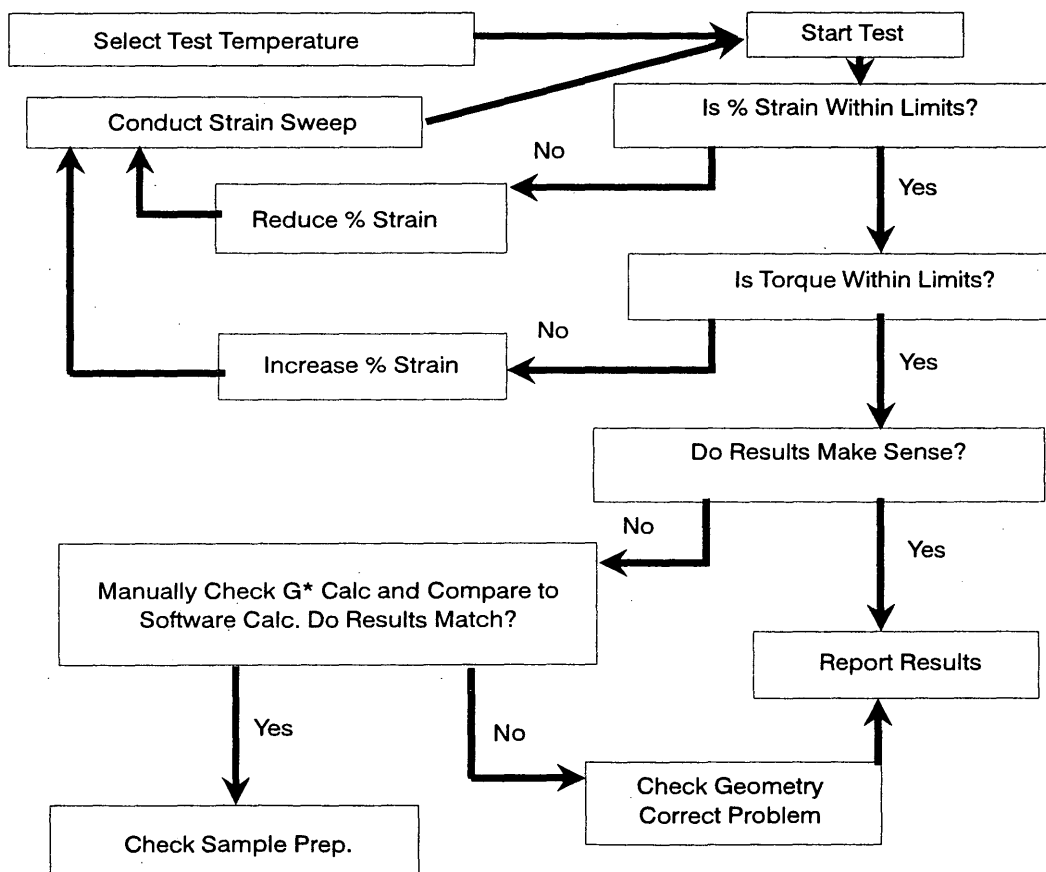 Select Test Temperature
Start Test
Conduct Strain Sweep
Is % Strain Within Limits?
No
Yes
Reduce % Strain
Is Torque Within Limits?
No
Yes
Increase % Strain
Do Results Make Sense?
No
Yes
Manually Check G* Calc and Compare to
Software Calc. Do Results Match?
Report Results
Yes
No
Check Geometry
Correct Problem
Check Sample Prep.